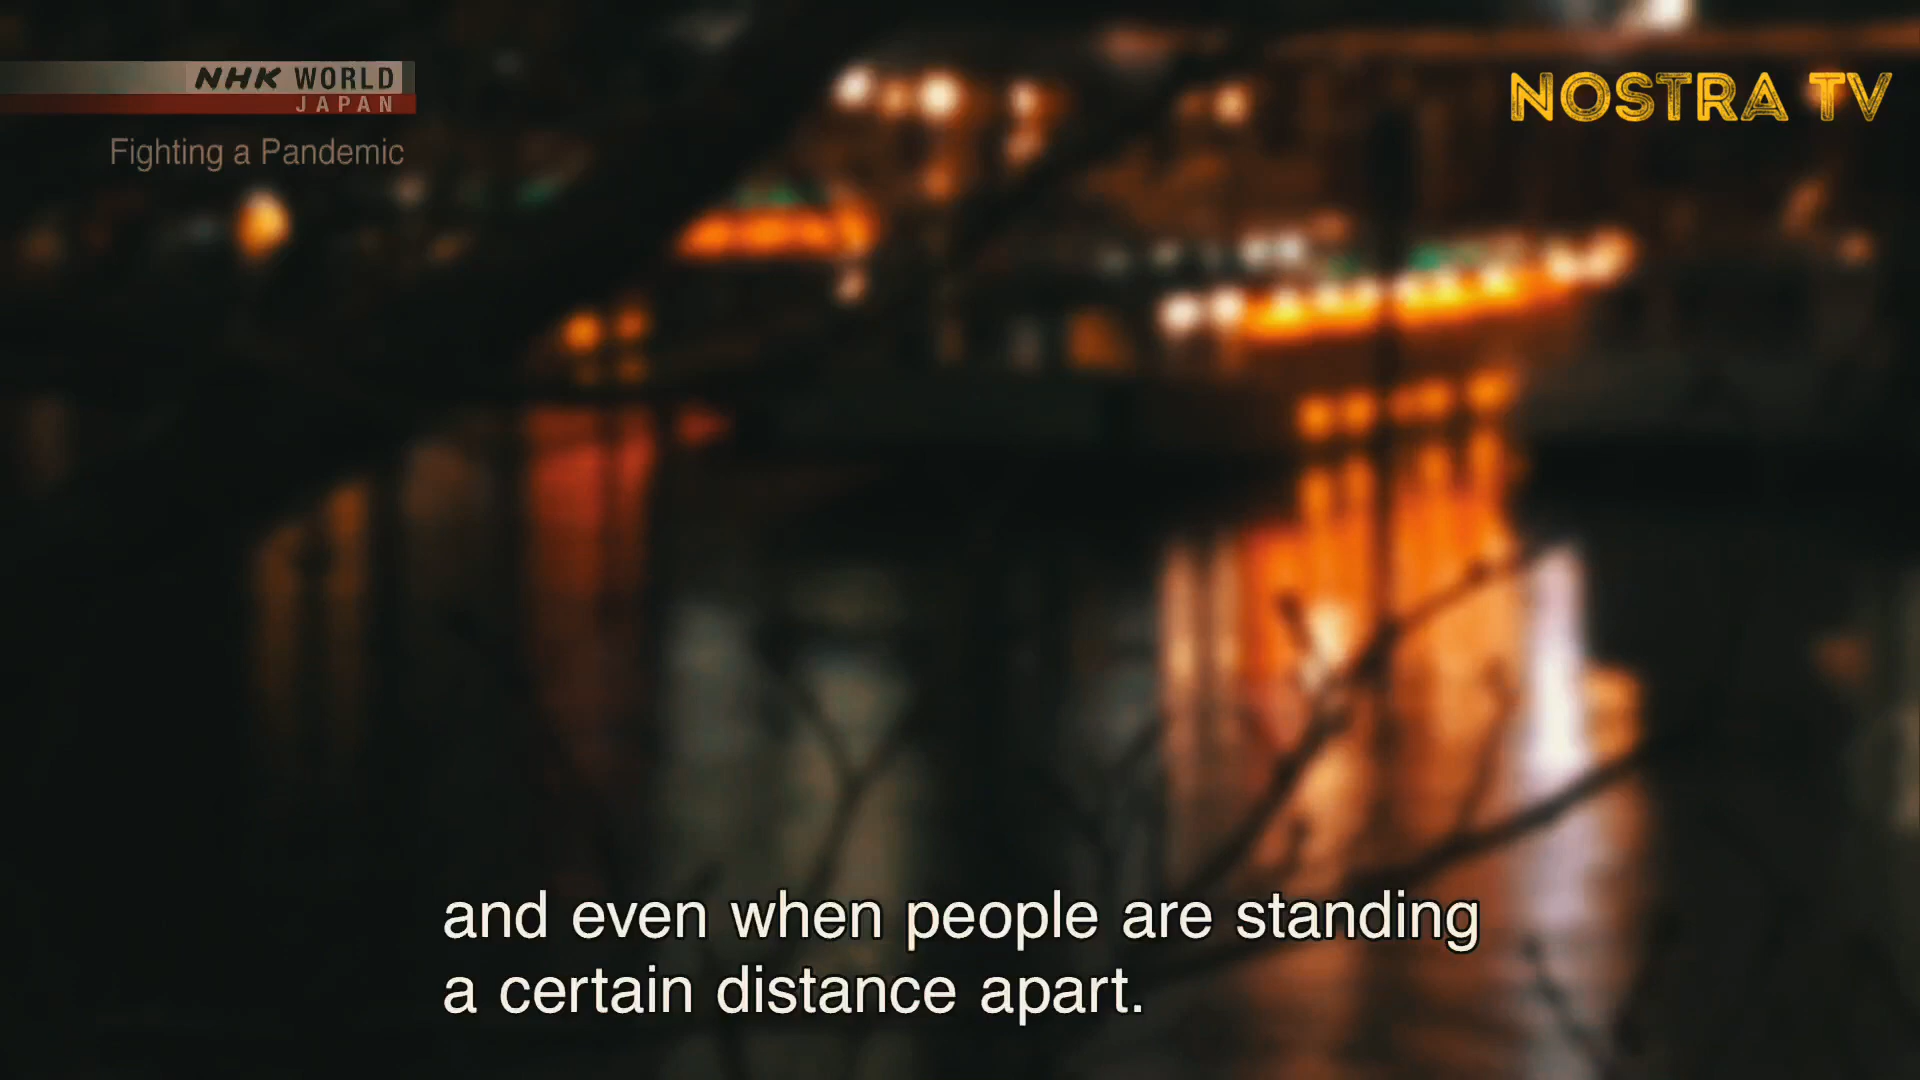 NHK WORLD
JAPAN
NOSTRA TV
Fighting a Pandemic
and even when people are standing
a certain distance apart.